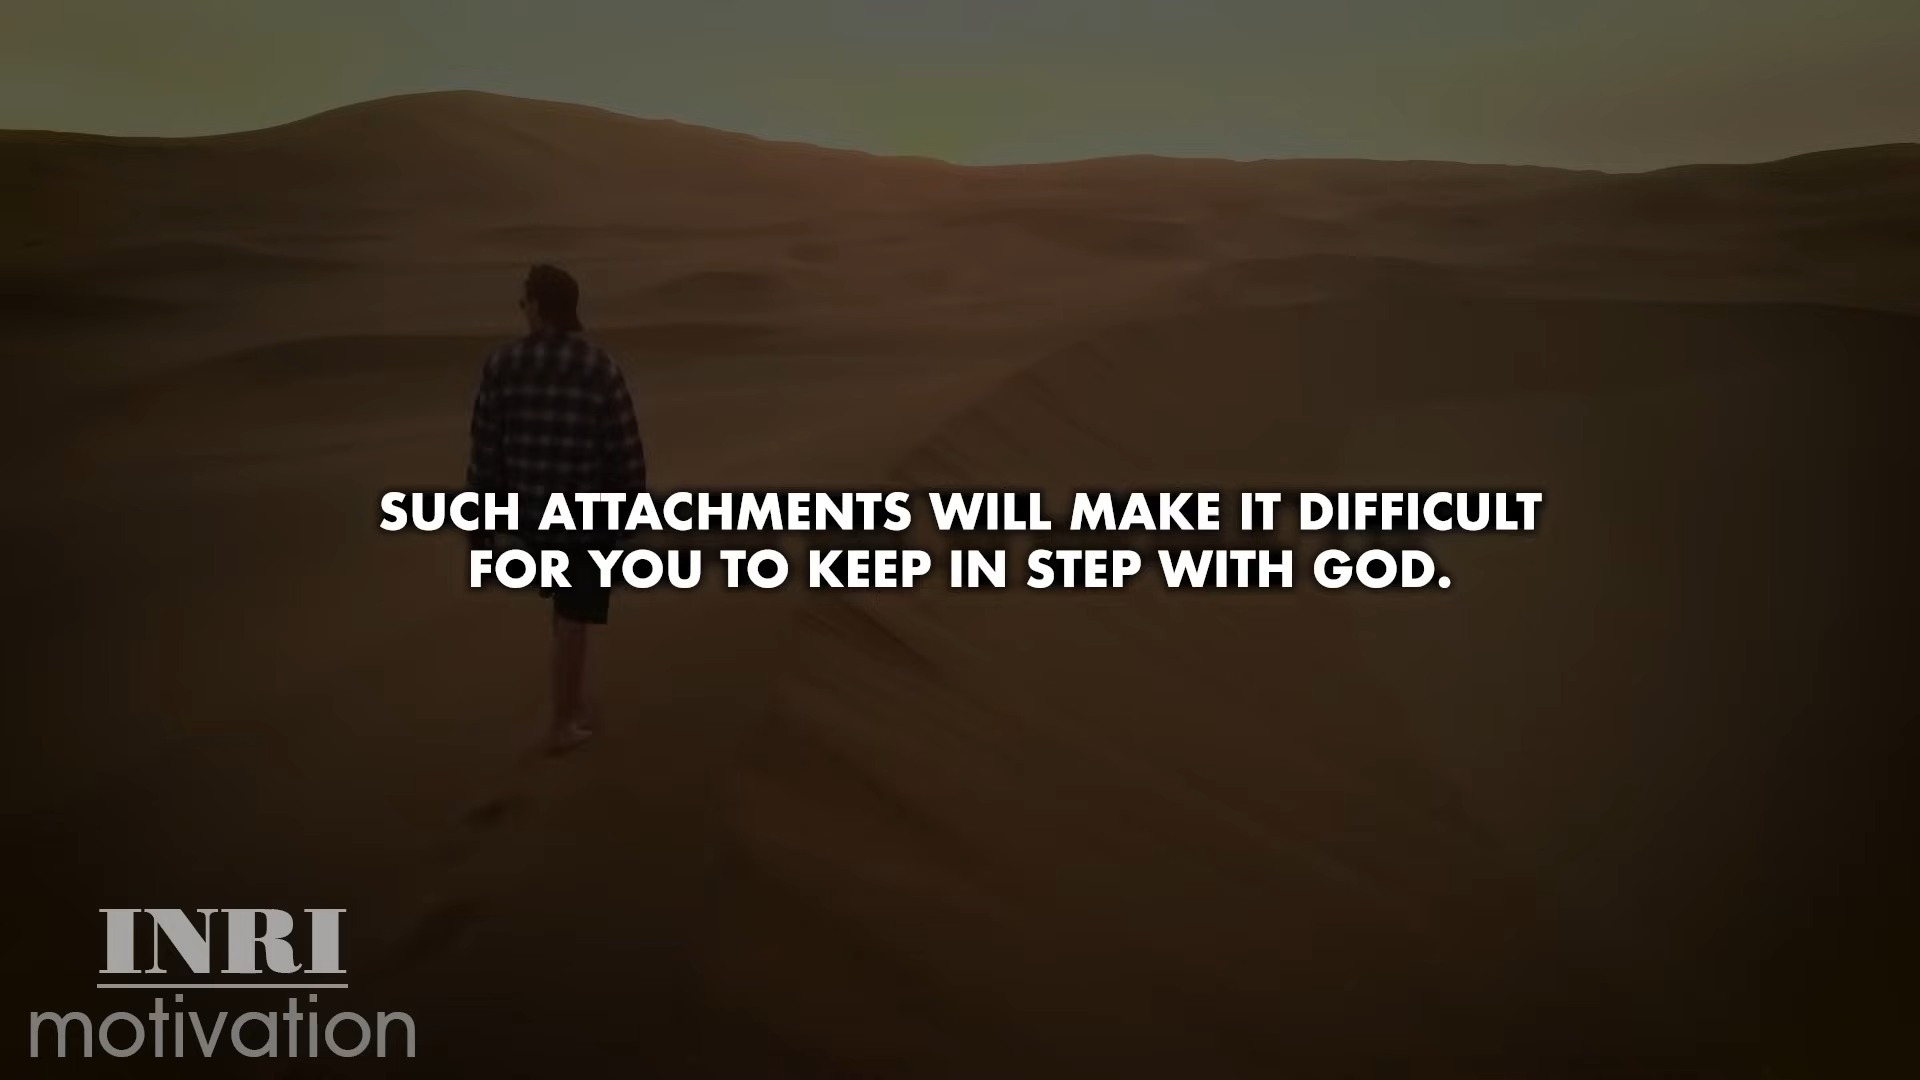 SUCH ATTACHMENTS WILL MAKE IT DIFFICULT
FOR YOU TO KEEP IN STEP WITH GOD.
INRI
motivation